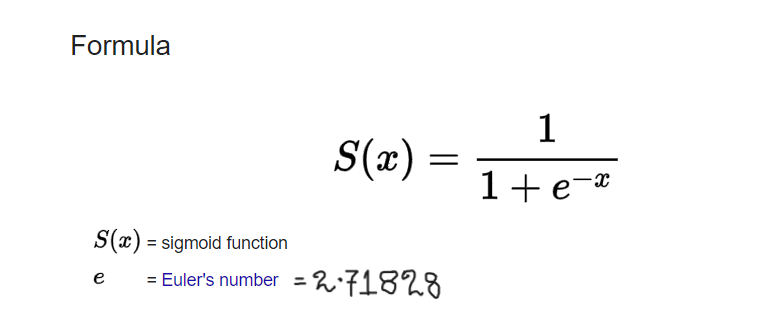 Formula
S(x) = 1 / (1 + e^{-x})
S(x) = sigmoid function
e = Euler's number = 2.71828